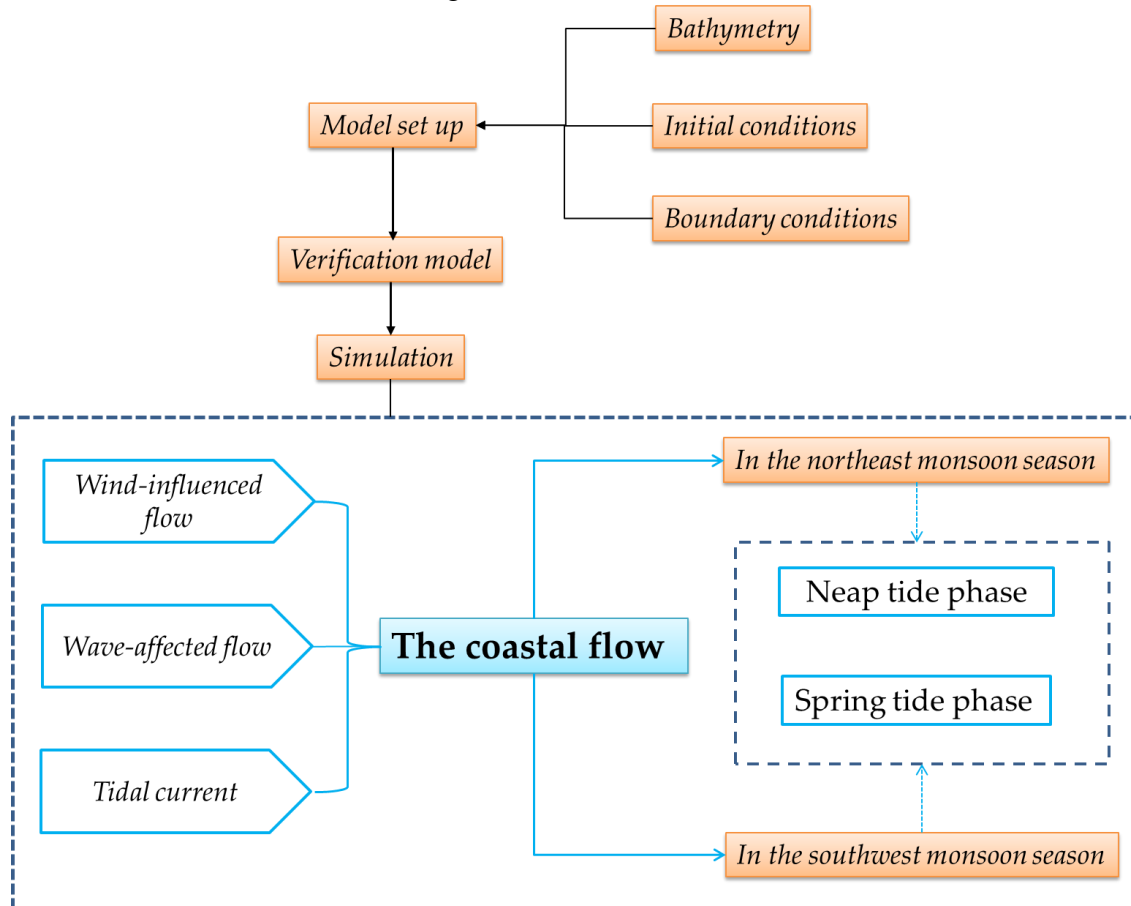 Bathymetry
Model set up
Initial conditions
Boundary conditions
Verification model
Simulation
Wind-influenced
flow
Wave-affected flow
Tidal current
The coastal flow
In the northeast monsoon season
Neap tide phase
Spring tide phase
In the southwest monsoon season